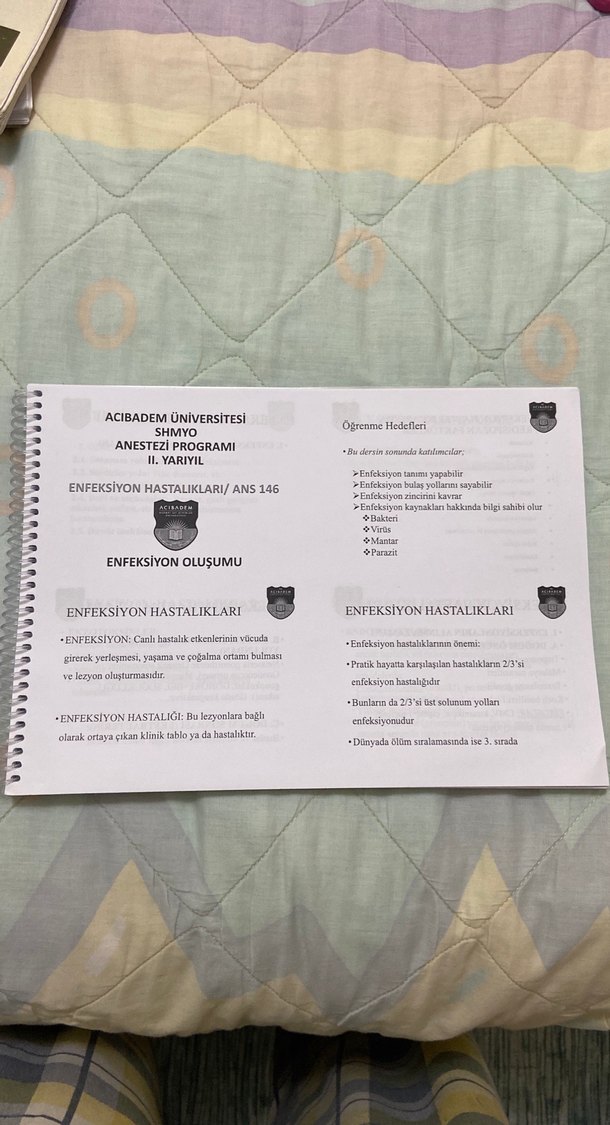 ACIBADEM ÜNİVERSİTESİ
SHMYO
ANESTEZİ PROGRAMI
II. YARIYIL
ENFEKSİYON HASTALIKLARI/ ANS 146
ACIBADEM
ENFEKSİYON OLUŞUMU
Öğrenme Hedefleri
• Bu dersin sonunda katılımcılar;
➢Enfeksiyon tanımı yapabilir
➢Enfeksiyon bulaş yollarını sayabilir
➢Enfeksiyon zincirini kavrar
➢Enfeksiyon kaynakları hakkında bilgi sahibi olur
❖Bakteri
❖Virüs
❖Mantar
❖Parazit
ENFEKSİYON HASTALIKLARI
• ENFEKSİYON: Canlı hastalık etkenlerinin vücuda
girerek yerleşmesi, yaşama ve çoğalma ortamı bulması
ve lezyon oluşturmasıdır.
• ENFEKSİYON HASTALIĞI: Bu lezyonlara bağlı
olarak ortaya çıkan klinik tablo ya da hastalıktır.
ENFEKSİYON HASTALIKLARI
• Enfeksiyon hastalıklarının önemi:
• Pratik hayatta karşılaşılan hastalıkların 2/3'si
enfeksiyon hastalığıdır
• Bunların da 2/3'si üst solunum yolları
enfeksiyonudur
• Dünyada ölüm sıralamasında ise 3. sırada